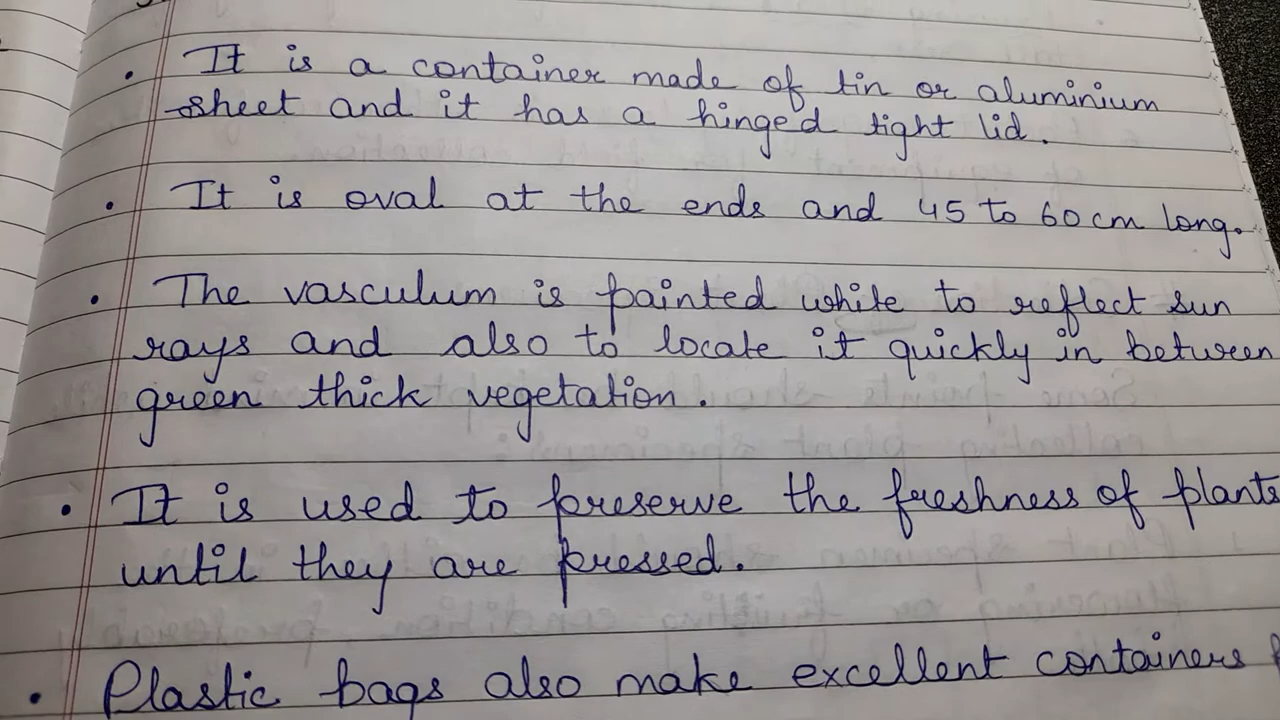 • It is a container made of tin or aluminium
sheet and it has a hinged tight lid.
• It is oval at the ends and 45 to 60 cm long.
• The vasculum is painted white to reflect sun
rays and also to locate it quickly in between
green thick vegetation.
• It is used to preserve the freshness of plants
until they are pressed.
• Plastic bags also make excellent containers